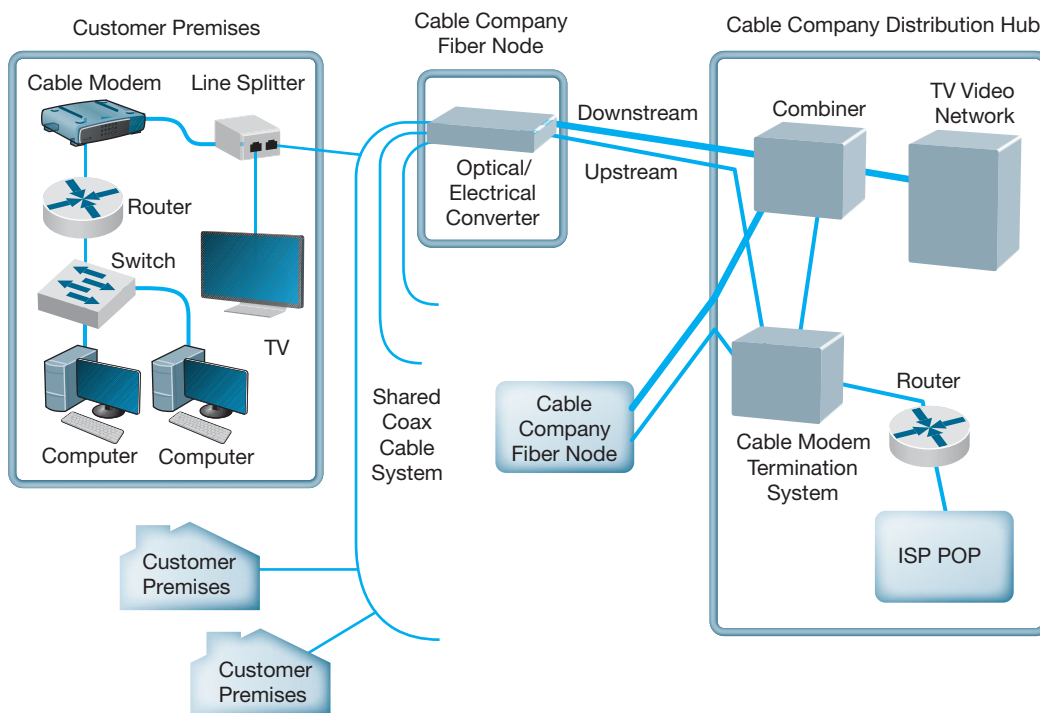 Customer Premises
Cable Modem
Line Splitter
Router
Switch
TV
Computer
Computer
Cable Company
Fiber Node
Optical/
Electrical
Converter
Downstream
Upstream
Shared
Coax
Cable
System
Customer
Premises
Customer
Premises
Cable
Company
Fiber Node
Cable Company Distribution Hub
Combiner
TV Video
Network
Cable Modem
Termination
System
Router
ISP POP